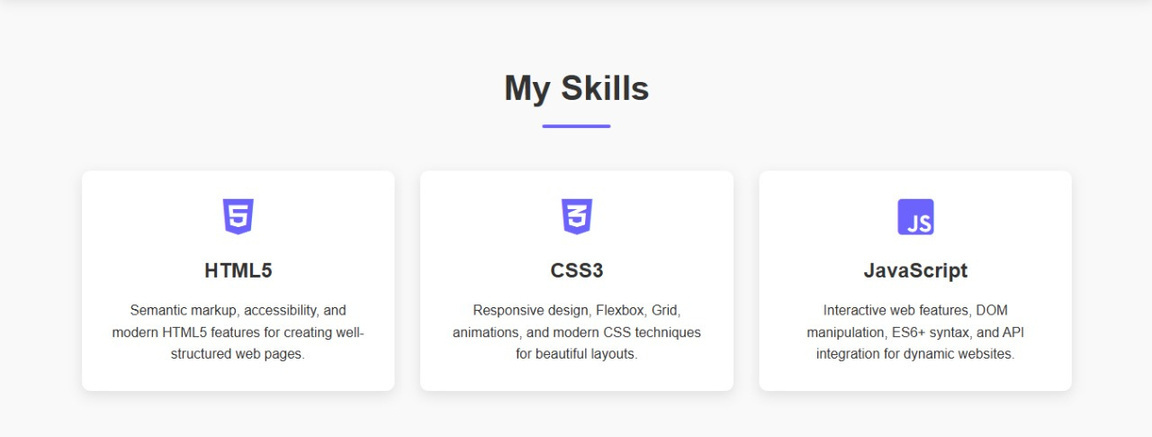 My Skills
5
3
JS
HTML5
CSS3
JavaScript
Semantic markup, accessibility, and
modern HTML5 features for creating well-
structured web pages.
Responsive design, Flexbox, Grid,
animations, and modern CSS techniques
for beautiful layouts.
Interactive web features, DOM
manipulation, ES6+ syntax, and API
integration for dynamic websites.